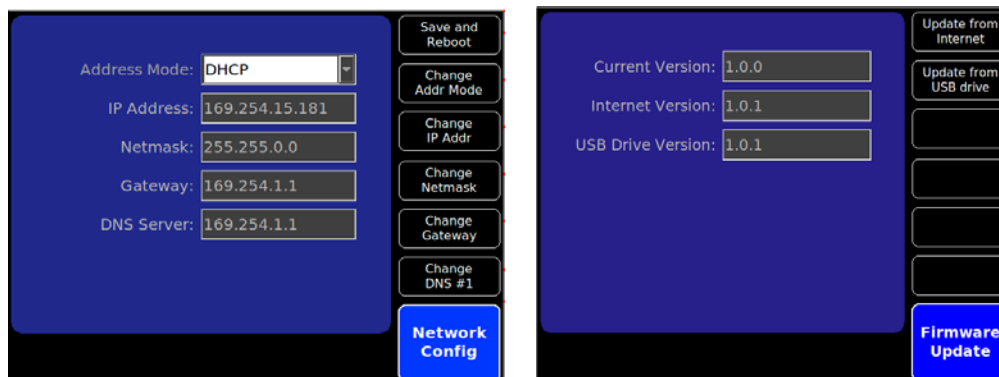 Address Mode: DHCP
IP Address: 169.254.15.181
Netmask: 255.255.0.0
Gateway: 169.254.1.1
DNS Server: 169.254.1.1
Save and
Reboot
Change
Addr Mode
Change
IP Addr
Change
Netmask
Change
Gateway
Change
DNS #1
Network
Config
Current Version: 1.0.0
Internet Version: 1.0.1
USB Drive Version: 1.0.1
Update from
Internet
Update from
USB drive
Firmware
Update